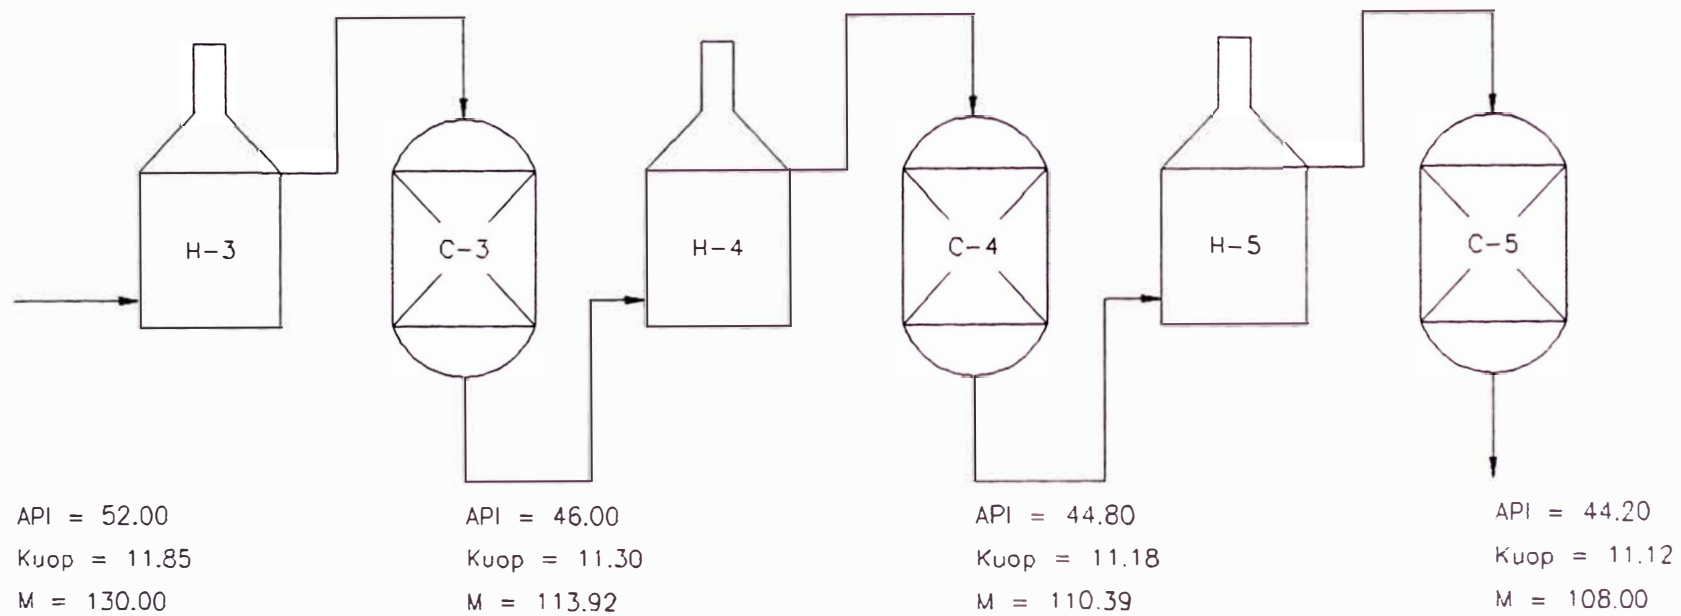 H-3
C-3
H-4
C-4
H-5
C-5
API = 52.00
Kuop = 11.85
M = 130.00
API = 46.00
Kuop = 11.30
M = 113.92
API = 44.80
Kuop = 11.18
M = 110.39
API = 44.20
Kuop = 11.12
M = 108.00